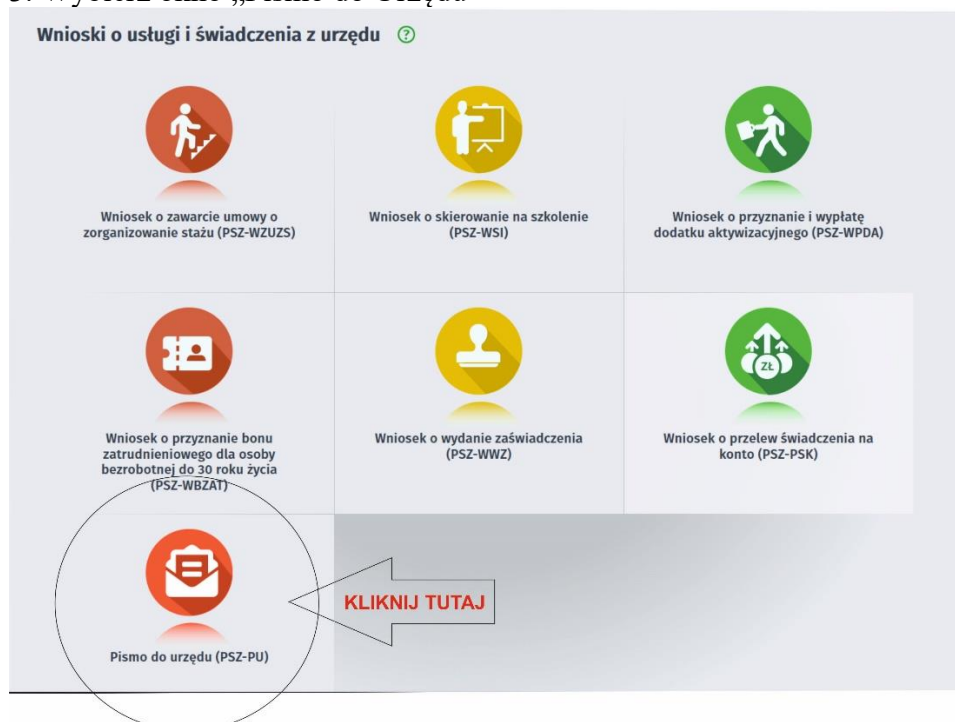 Wnioski o usługi i świadczenia z urzędu ?
Wniosek o zawarcie umowy o
zorganizowanie stażu (PSZ-WZUZS)
Wniosek o skierowanie na szkolenie
(PSZ-WSI)
Wniosek o przyznanie i wypłatę
dodatku aktywizacyjnego (PSZ-WPDA)
Wniosek o przyznanie bonu
zatrudnieniowego dla osoby
bezrobotnej do 30 roku życia
(PSZ-WBZAT)
Wniosek o wydanie zaświadczenia
(PSZ-WWZ)
ZŁ
Wniosek o przelew świadczenia na
konto (PSZ-PSK)
KLIKNIJ TUTAJ
Pismo do urzędu (PSZ-PU)